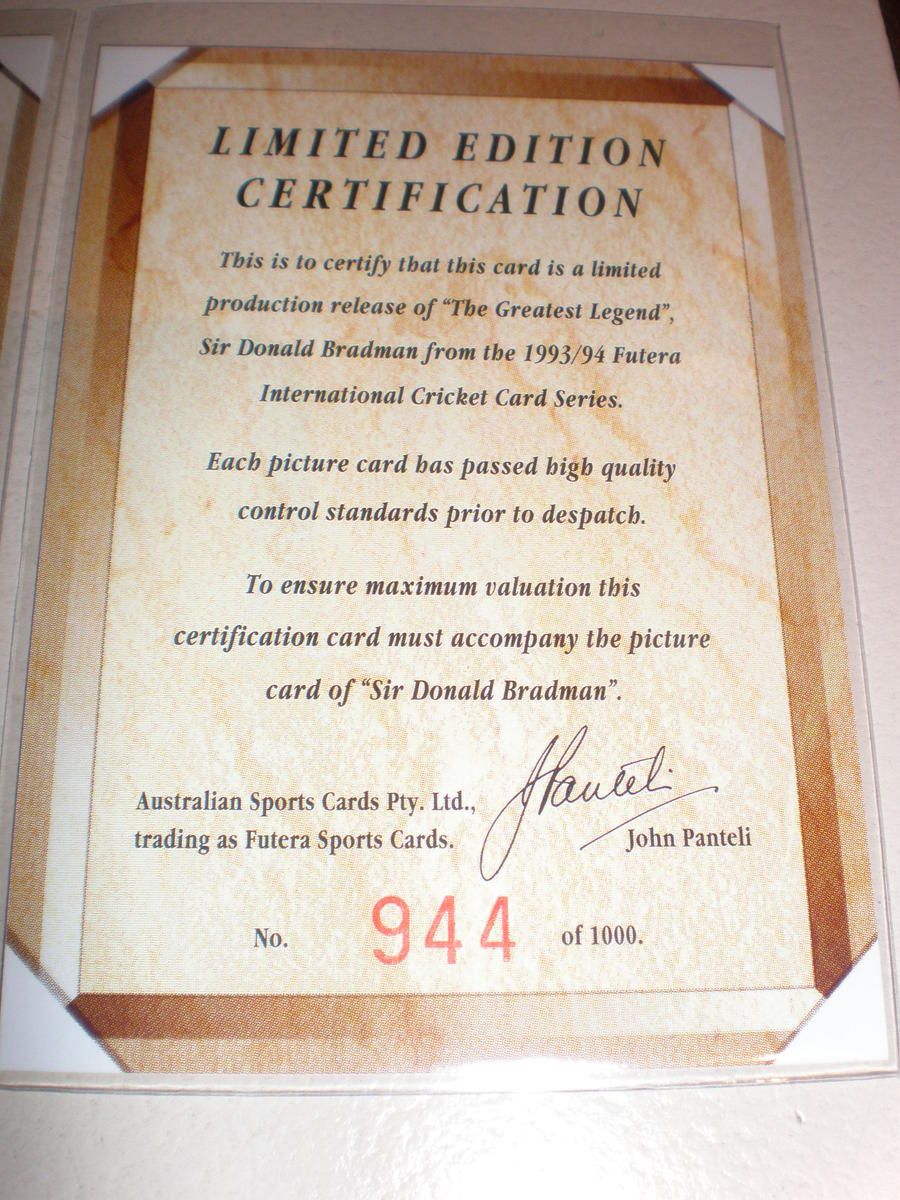 LIMITED EDITION
CERTIFICATION
This is to certify that this card is a limited
production release of “The Greatest Legend”,
Sir Donald Bradman from the 1993/94 Futera
International Cricket Card Series.
Each picture card has passed high quality
control standards prior to despatch.
To ensure maximum valuation this
certification card must accompany the picture
card of “Sir Donald Bradman”.
JPanteli
Australian Sports Cards Pty. Ltd.,
trading as Futera Sports Cards.
John Panteli
No. 944 of 1000.